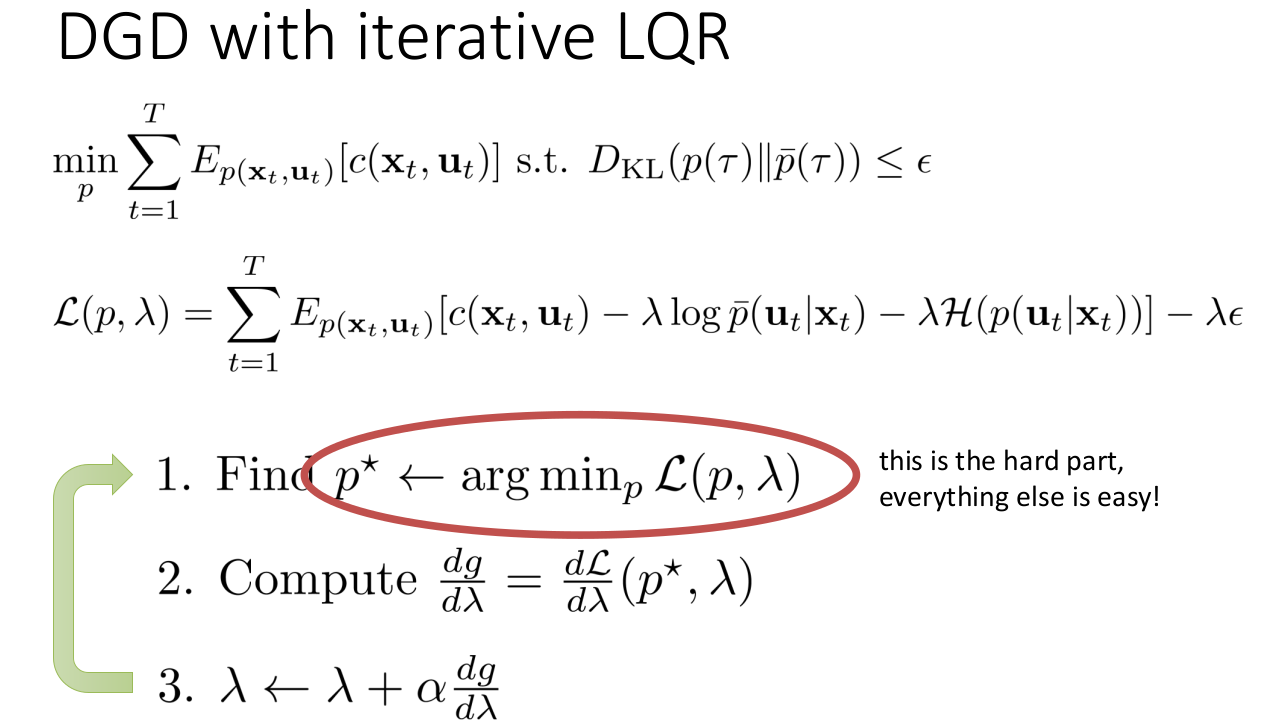 DGD with iterative LQR
$\min_{p} \sum_{t=1}^{T} E_{p(\mathbf{x}_t, \mathbf{u}_t)}[c(\mathbf{x}_t, \mathbf{u}_t)] \text{ s.t. } D_{\mathrm{KL}}(p(\tau) \| \bar{p}(\tau)) \leq \epsilon$
$\mathcal{L}(p, \lambda) = \sum_{t=1}^{T} E_{p(\mathbf{x}_t, \mathbf{u}_t)}[c(\mathbf{x}_t, \mathbf{u}_t) - \lambda \log \bar{p}(\mathbf{u}_t | \mathbf{x}_t) - \lambda \mathcal{H}(p(\mathbf{u}_t | \mathbf{x}_t))] - \lambda \epsilon$
1. Find $p^\star \leftarrow \arg\min_p \mathcal{L}(p, \lambda)$
this is the hard part,
everything else is easy!
2. Compute $\frac{dg}{d\lambda} = \frac{d\mathcal{L}}{d\lambda}(p^\star, \lambda)$
3. $\lambda \leftarrow \lambda + \alpha \frac{dg}{d\lambda}$